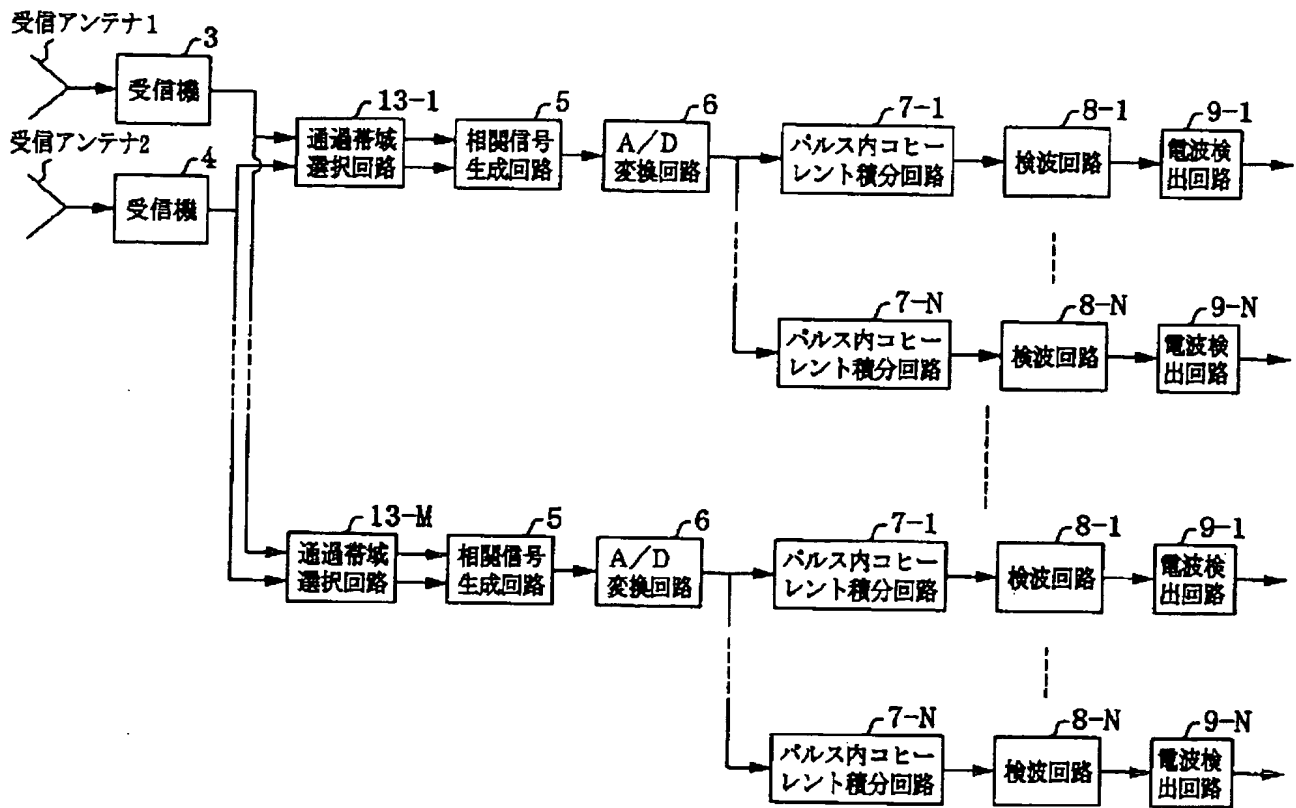 受信アンテナ1
3
受信機
受信アンテナ2
4
受信機
13-1
通過帯域
選択回路
5
相関信号
生成回路
6
A/D
変換回路
7-1
パルス内コヒー
レント積分回路
8-1
検波回路
9-1
電波検
出回路
7-N
パルス内コヒー
レント積分回路
8-N
検波回路
9-N
電波検
出回路
13-M
通過帯域
選択回路
5
相関信号
生成回路
6
A/D
変換回路
7-1
パルス内コヒー
レント積分回路
8-1
検波回路
9-1
電波検
出回路
7-N
パルス内コヒー
レント積分回路
8-N
検波回路
9-N
電波検
出回路